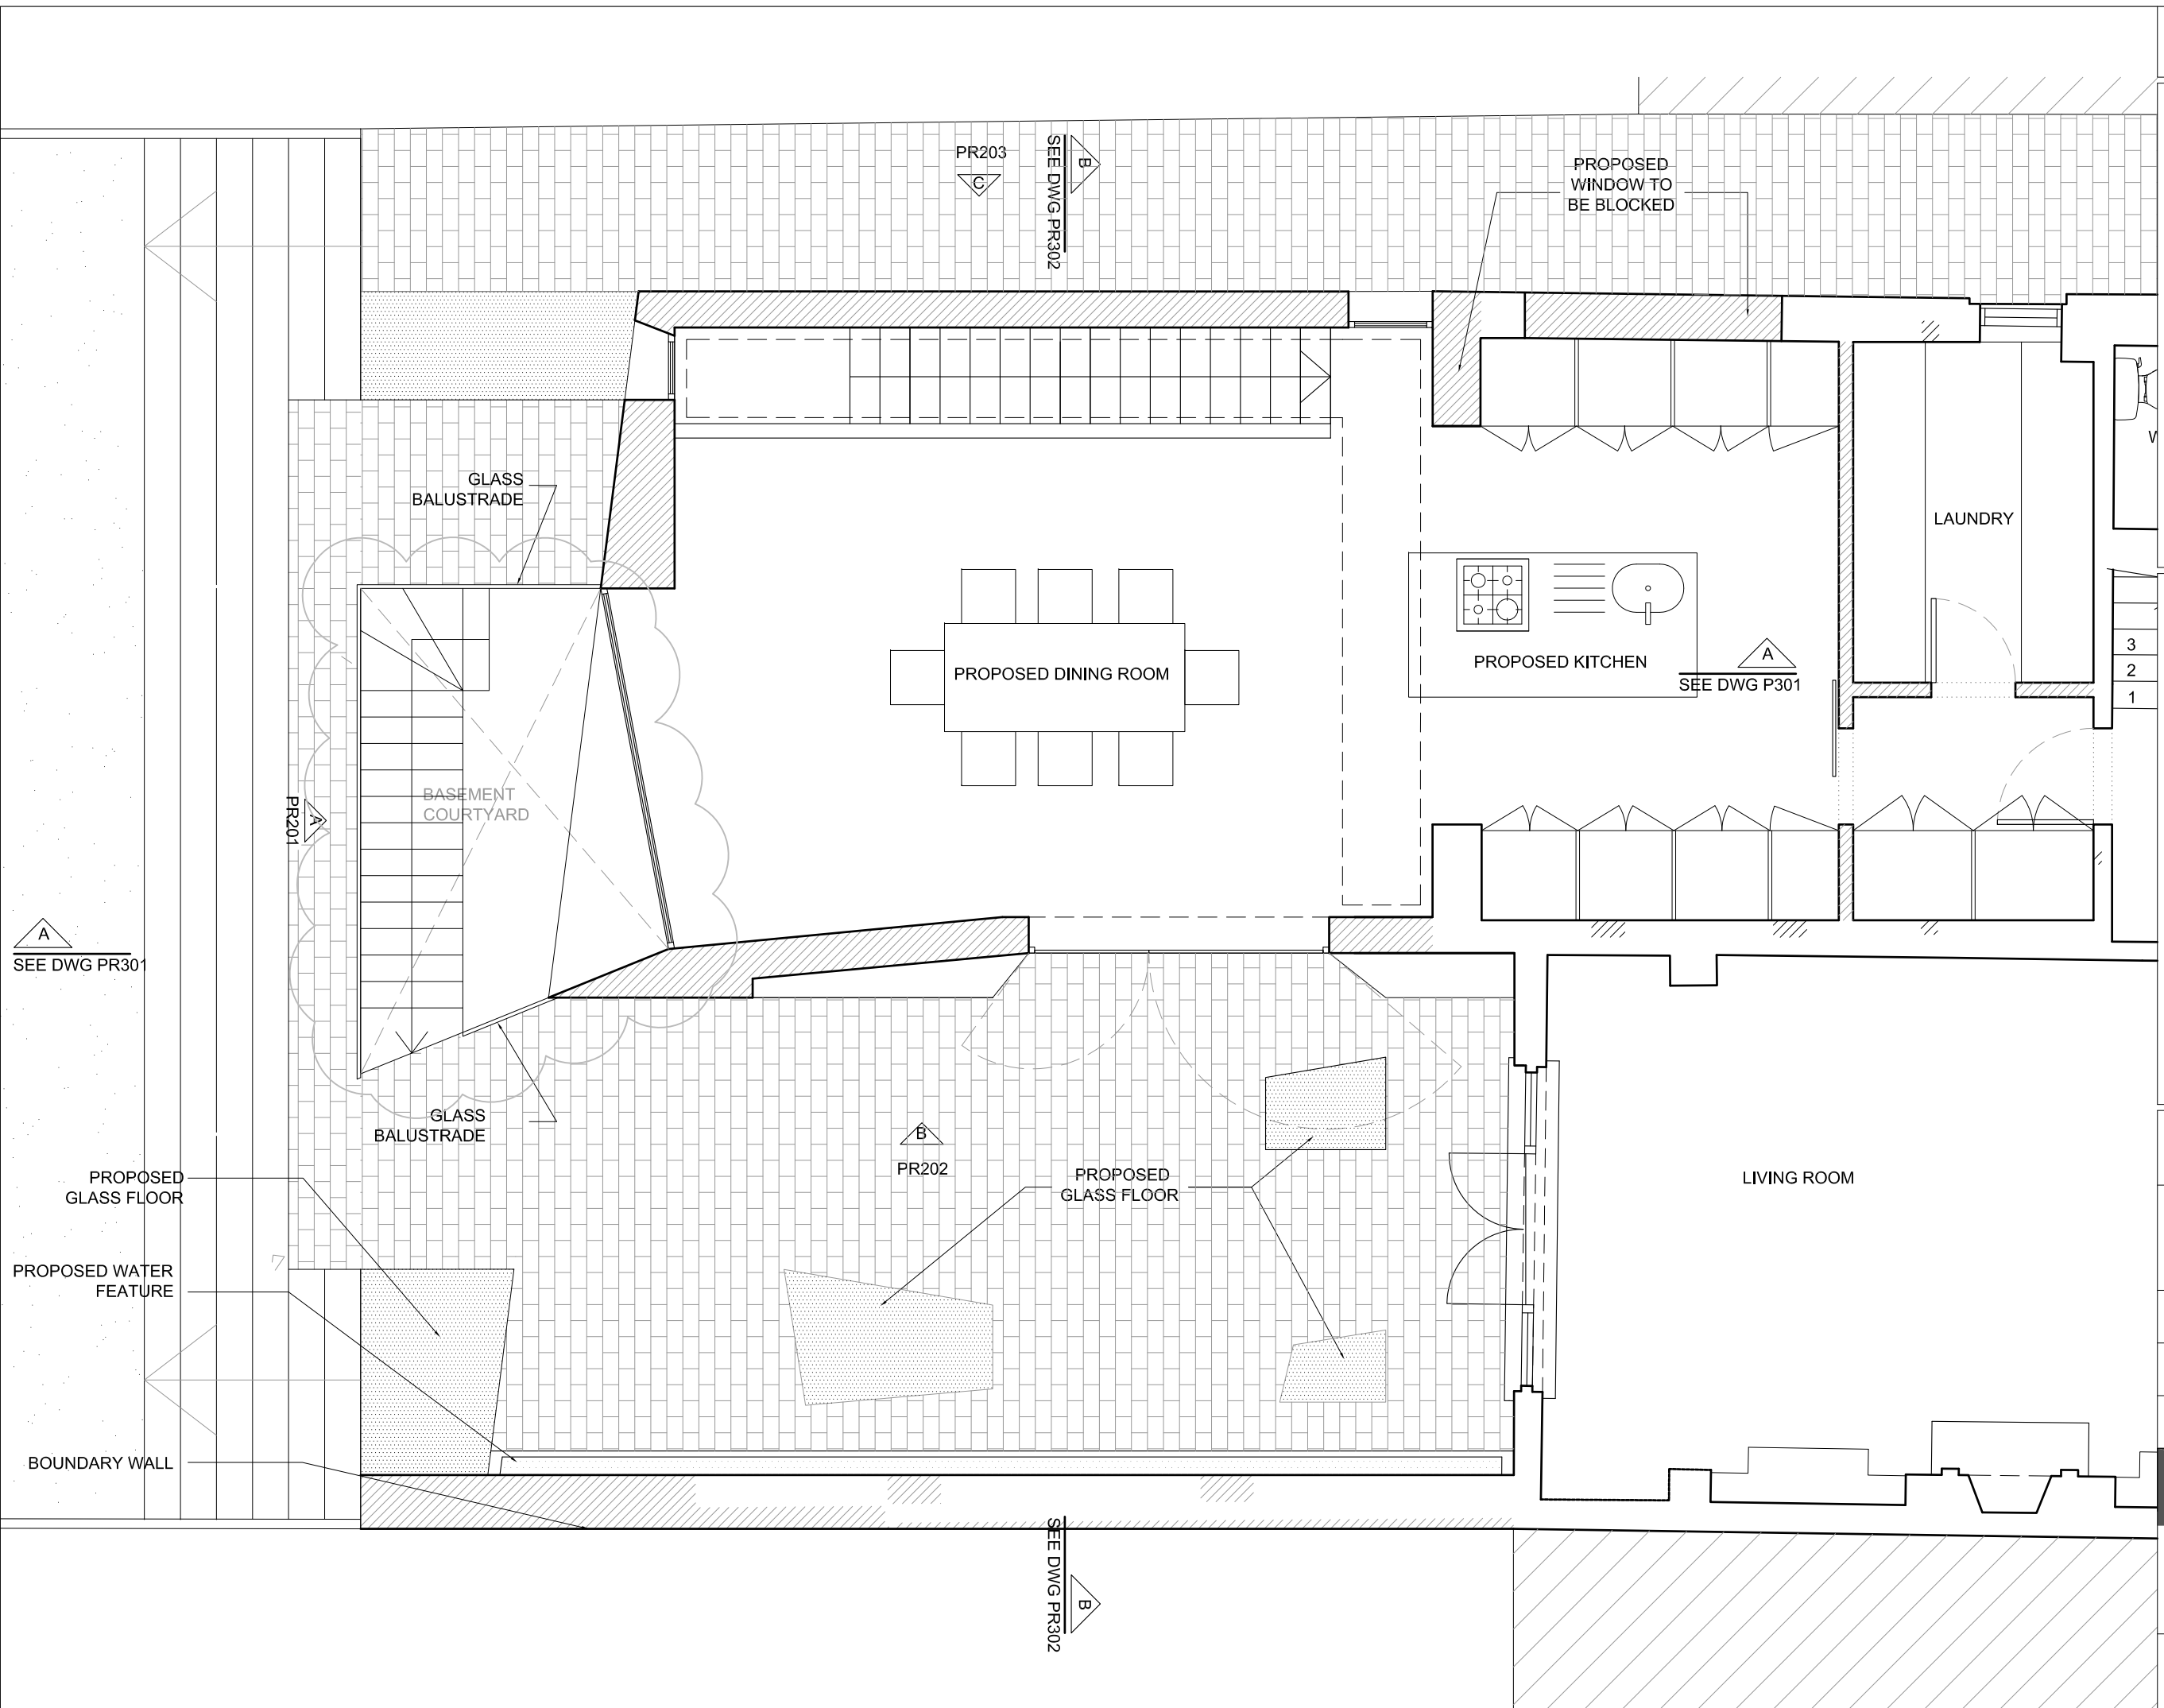 PR203
C
SEE DWG PR302
B
PROPOSED
WINDOW TO
BE BLOCKED
GLASS
BALUSTRADE
LAUNDRY
PROPOSED DINING ROOM
PROPOSED KITCHEN
A
SEE DWG P301
3
2
1
BASEMENT
COURTYARD
PR201
A
A
SEE DWG PR301
GLASS
BALUSTRADE
B
PR202
PROPOSED
GLASS FLOOR
PROPOSED
GLASS FLOOR
LIVING ROOM
PROPOSED WATER
FEATURE
BOUNDARY WALL
SEE DWG PR302
B